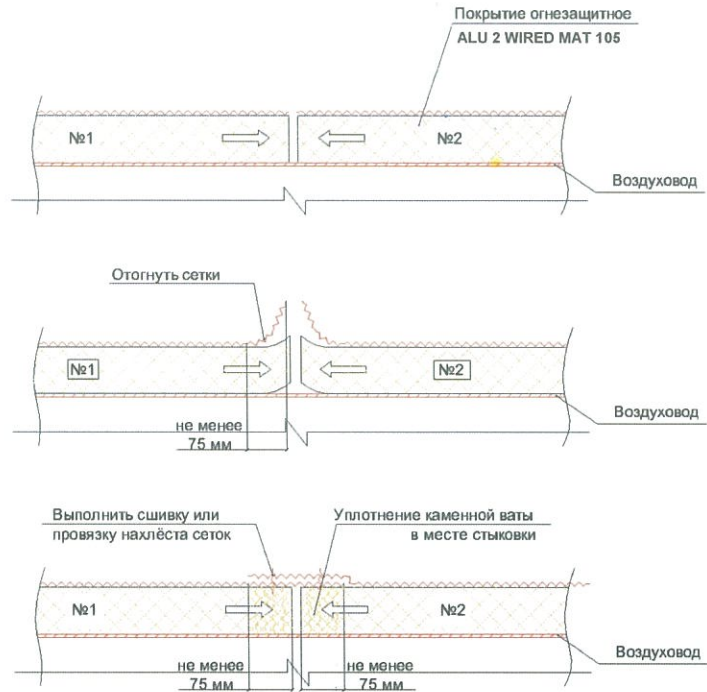 Покрытие огнезащитное
ALU 2 WIRED MAT 105
№1
№2
Воздуховод
Отогнуть сетки
№1
№2
Воздуховод
не менее
75 мм
Выполнить сшивку или
провязку нахлёста сеток
Уплотнение каменной ваты
в месте стыковки
№1
№2
Воздуховод
не менее
75 мм
не менее
75 мм